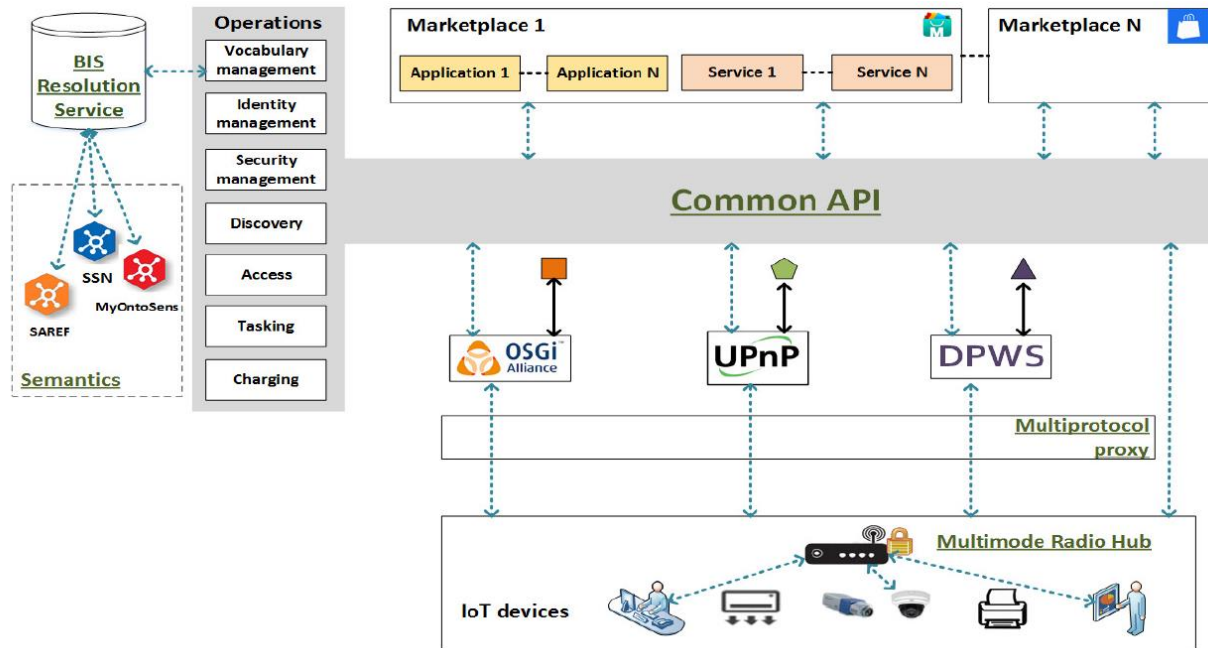 BIS
Resolution
Service
SSN
MyOntoSens
SAREF
Semantics
Operations
Vocabulary
management
Identity
management
Security
management
Discovery
Access
Tasking
Charging
Marketplace 1
M
Application 1
Application N
Service 1
Service N
Marketplace N
Common API
OSGi™
Alliance
UPnP
DPWS
Multiprotocol
proxy
Multimode Radio Hub
IoT devices